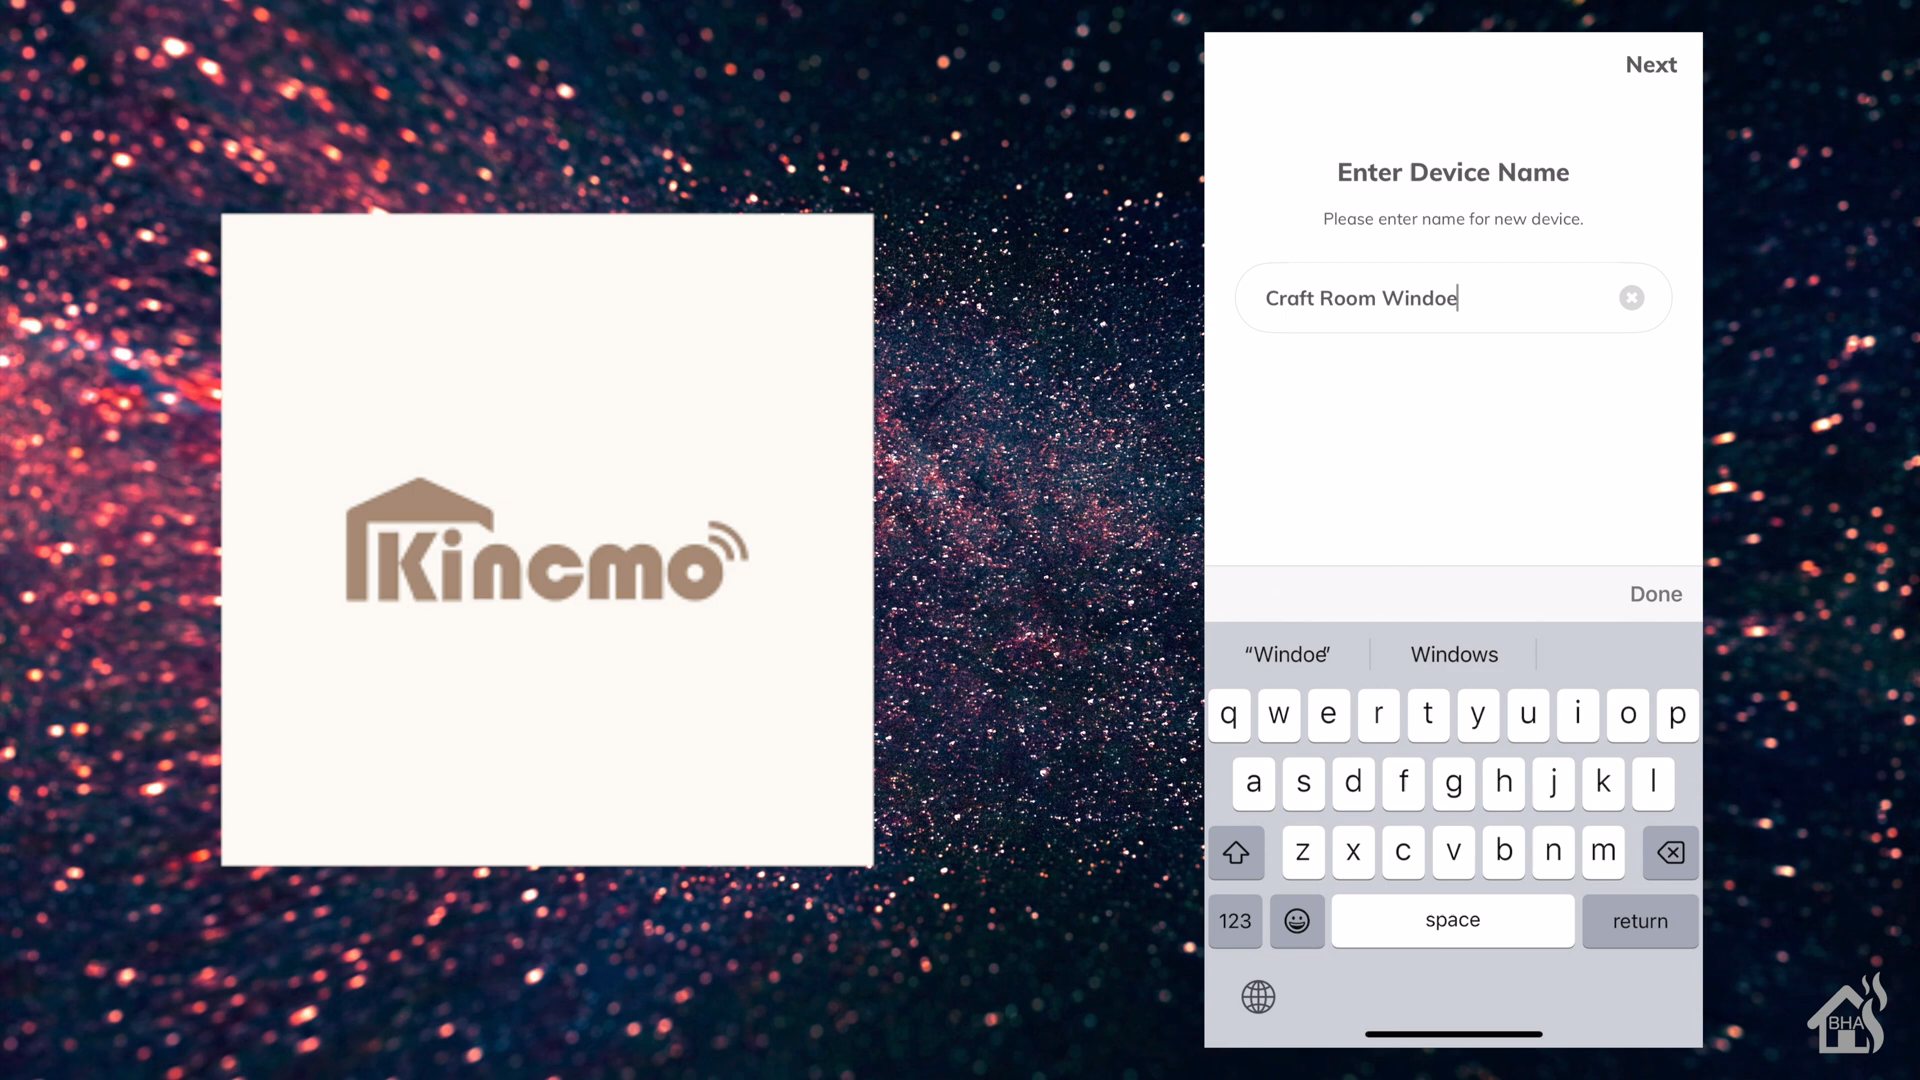 Kincmo
Next
Enter Device Name
Please enter name for new device.
Craft Room Windoe
Done
“Windoe” Windows
q w e r t y u i o p
a s d f g h j k l
z x c v b n m
123 space return
BHA